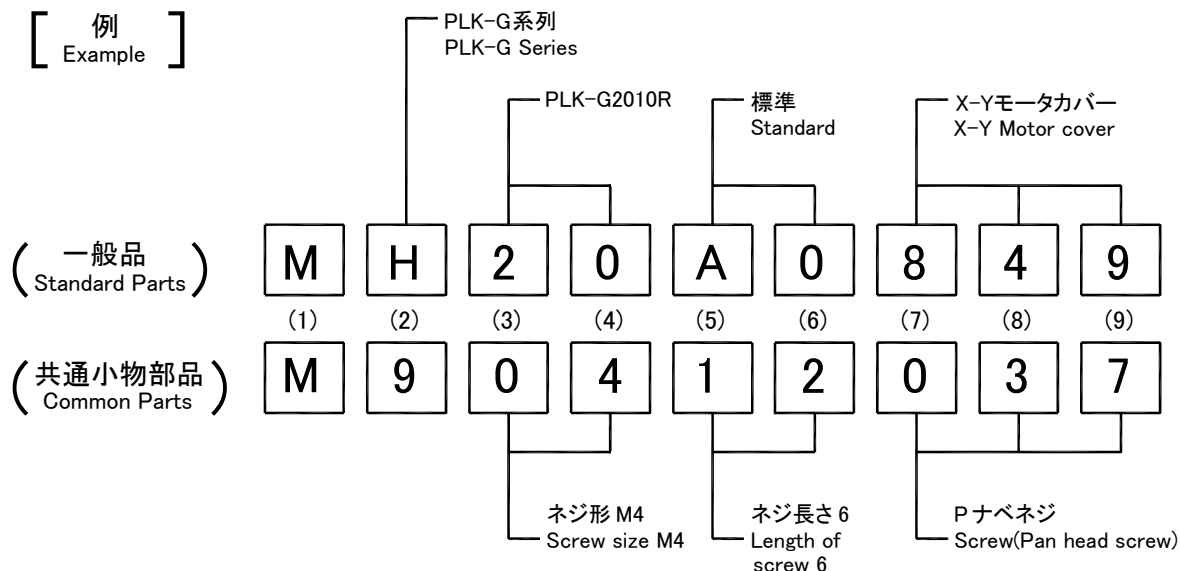 例
Example
PLK-G系列
PLK-G Series
PLK-G2010R
標準
Standard
X-Yモータカバー
X-Y Motor cover
一般品
Standard Parts
M H 2 0 A 0 8 4 9
(1) (2) (3) (4) (5) (6) (7) (8) (9)
共通小物部品
Common Parts
M 9 0 4 1 2 0 3 7
ネジ形 M4
Screw size M4
ネジ長さ 6
Length of
screw 6
P ナベネジ
Screw(Pan head screw)